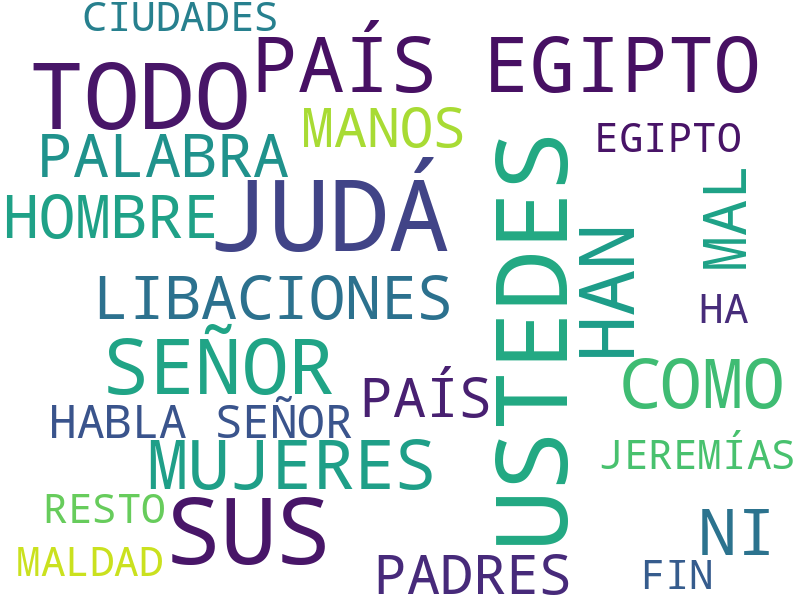 CIUDADES
PAÍS EGIPTO
TODO
MANOS
EGIPTO
PALABRA
USTEDES
MAL
HOMBRE
JUDÁ
HAN
LIBACIONES
HA
SEÑOR
COMO
PAÍS
HABLA SEÑOR
MUJERES
JEREMÍAS
RESTO
SUS
NI
MALDAD
PADRES
FIN